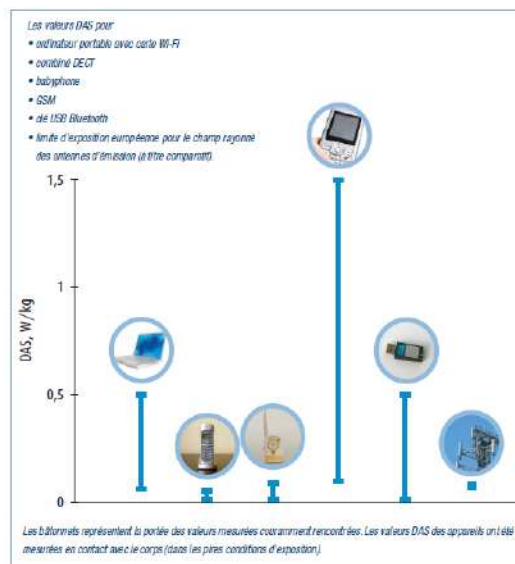 Les valeurs DAS pour
• ordinateur portable avec carte Wi-Fi
• combiné DECT
• babyphone
• GSM
• clé USB Bluetooth
• limite d'exposition européenne pour le champ rayonné
des antennes d'émission (à titre comparatif).
1,5
1
DAS, W/kg
0,5
0
Les bâtonnets représentent la portée des valeurs mesurées couramment rencontrées. Les valeurs DAS des appareils ont été
mesurées en contact avec le corps (dans les pires conditions d'exposition).